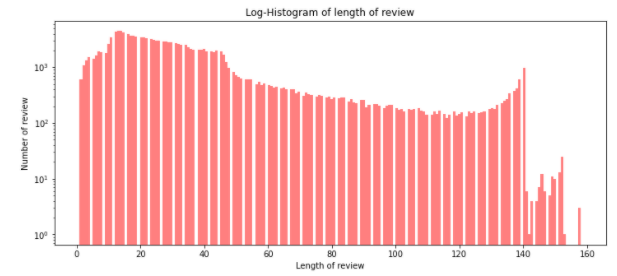 Log-Histogram of length of review
Number of review
10³
10²
10¹
10⁰
0 20 40 60 80 100 120 140 160
Length of review